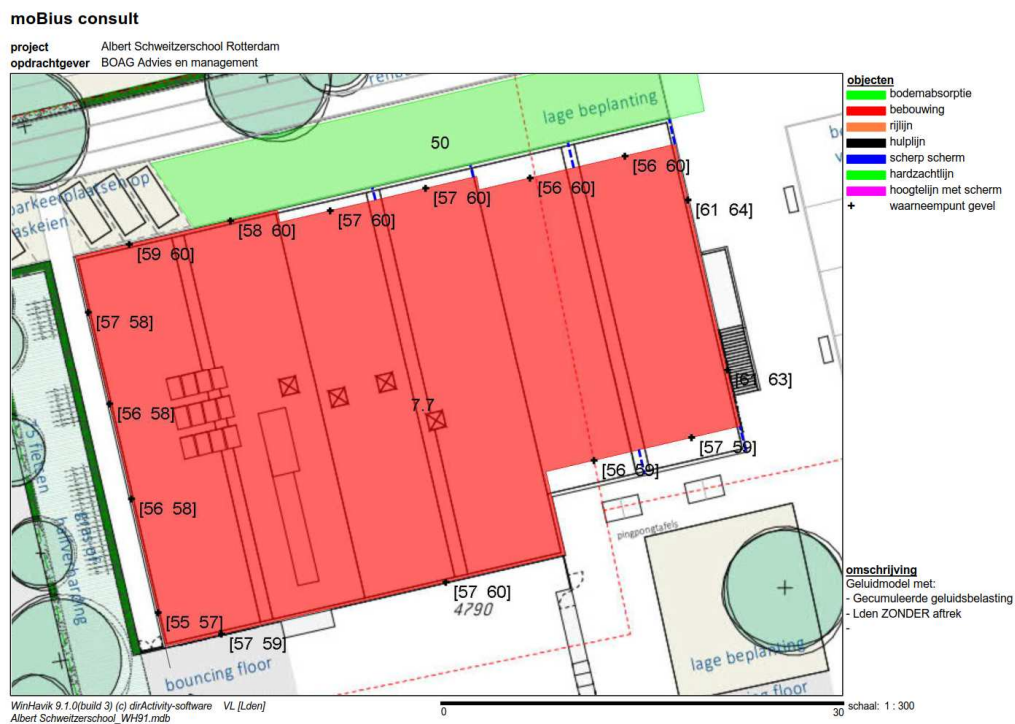 moBius consult
project Albert Schweitzerschool Rotterdam
opdrachtgever BOAG Advies en management
objecten
bodemabsorptie
bebouwing
rijlijn
hulplijn
scherp scherm
hardzachtlijn
hoogtelijn met scherm
waarneempunt gevel
lage beplanting
50
[56 60]
[56 60]
[57 60]
[57 60]
[58 60]
[59 60]
[61 64]
parkeerplaatsen op
[57 58]
[61 63]
7.7
[56 58]
[57 59]
[56 59]
[56 58]
pingpongtafels
halfverharding
[57 60]
4790
[55 57]
[57 59]
bouncing floor
lage beplanting
floor
omschrijving
Geluidmodel met:
- Gecumuleerde geluidsbelasting
- Lden ZONDER aftrek
-
WinHavik 9.1.0(build 3) (c) dirActivity-software VL [Lden]
Albert Schweitzerschool_WH91.mdb
0 30
schaal: 1 : 300